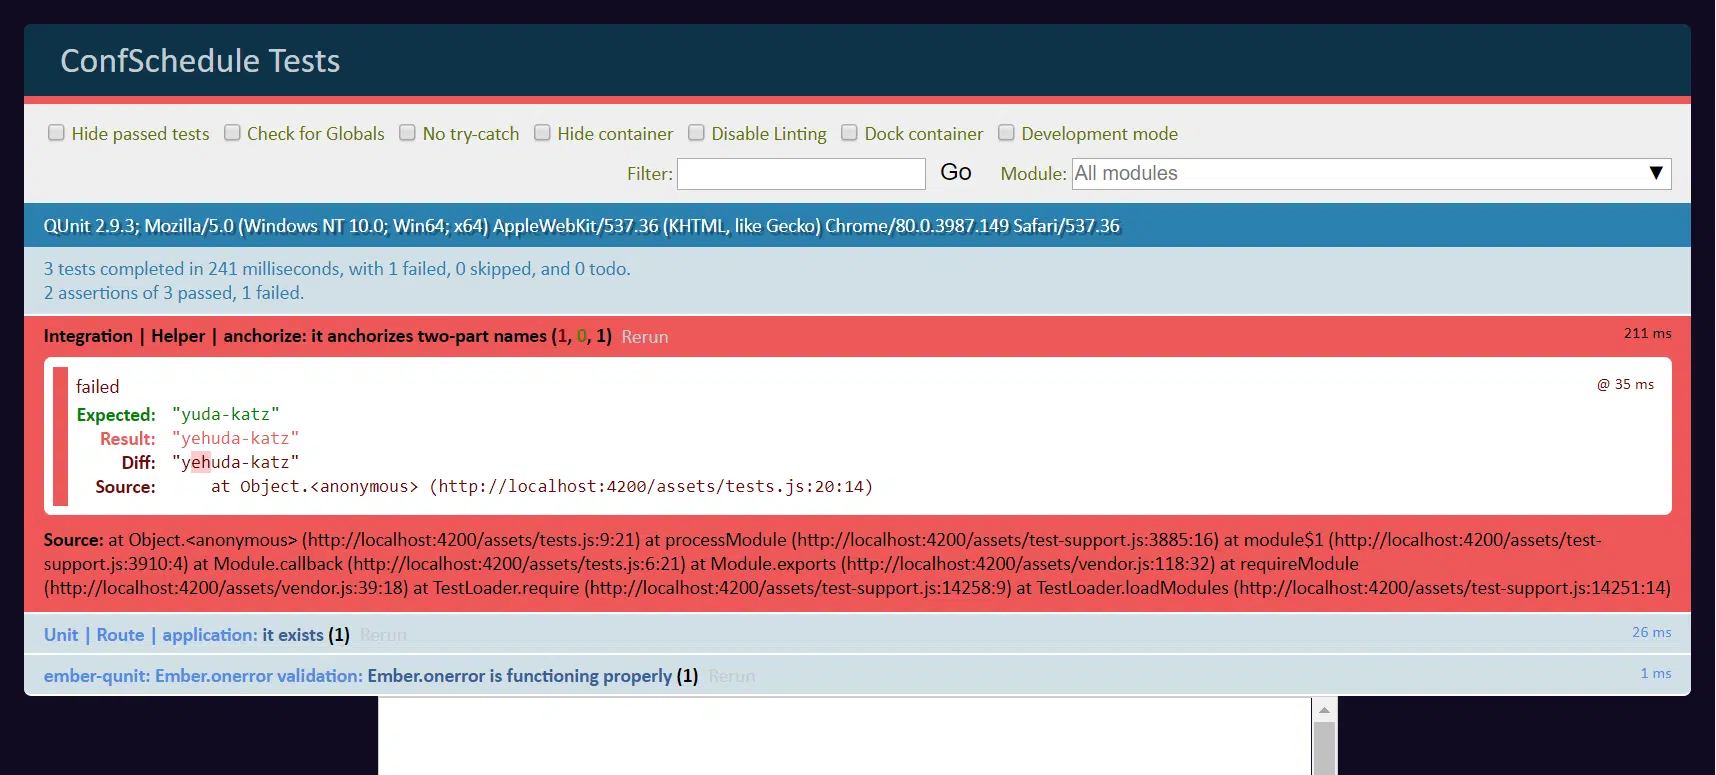 ConfSchedule Tests
Hide passed tests Check for Globals No try-catch Hide container Disable Linting Dock container Development mode
Filter: Go Module: All modules ▼
QUnit 2.9.3; Mozilla/5.0 (Windows NT 10.0; Win64; x64) AppleWebKit/537.36 (KHTML, like Gecko) Chrome/80.0.3987.149 Safari/537.36
3 tests completed in 241 milliseconds, with 1 failed, 0 skipped, and 0 todo.
2 assertions of 3 passed, 1 failed.
Integration | Helper | anchorize: it anchorizes two-part names (1, 0, 1) Rerun 211 ms
failed @ 35 ms
Expected: "yuda-katz"
Result: "yehuda-katz"
Diff: "yehuda-katz"
Source: at Object.<anonymous> (http://localhost:4200/assets/tests.js:20:14)
Source: at Object.<anonymous> (http://localhost:4200/assets/tests.js:9:21) at processModule (http://localhost:4200/assets/test-support.js:3885:16) at module$1 (http://localhost:4200/assets/test-
support.js:3910:4) at Module.callback (http://localhost:4200/assets/tests.js:6:21) at Module.exports (http://localhost:4200/assets/vendor.js:118:32) at requireModule
(http://localhost:4200/assets/vendor.js:39:18) at TestLoader.require (http://localhost:4200/assets/test-support.js:14258:9) at TestLoader.loadModules (http://localhost:4200/assets/test-support.js:14251:14)
Unit | Route | application: it exists (1) Rerun 26 ms
ember-qunit: Ember.onerror validation: Ember.onerror is functioning properly (1) Rerun 1 ms